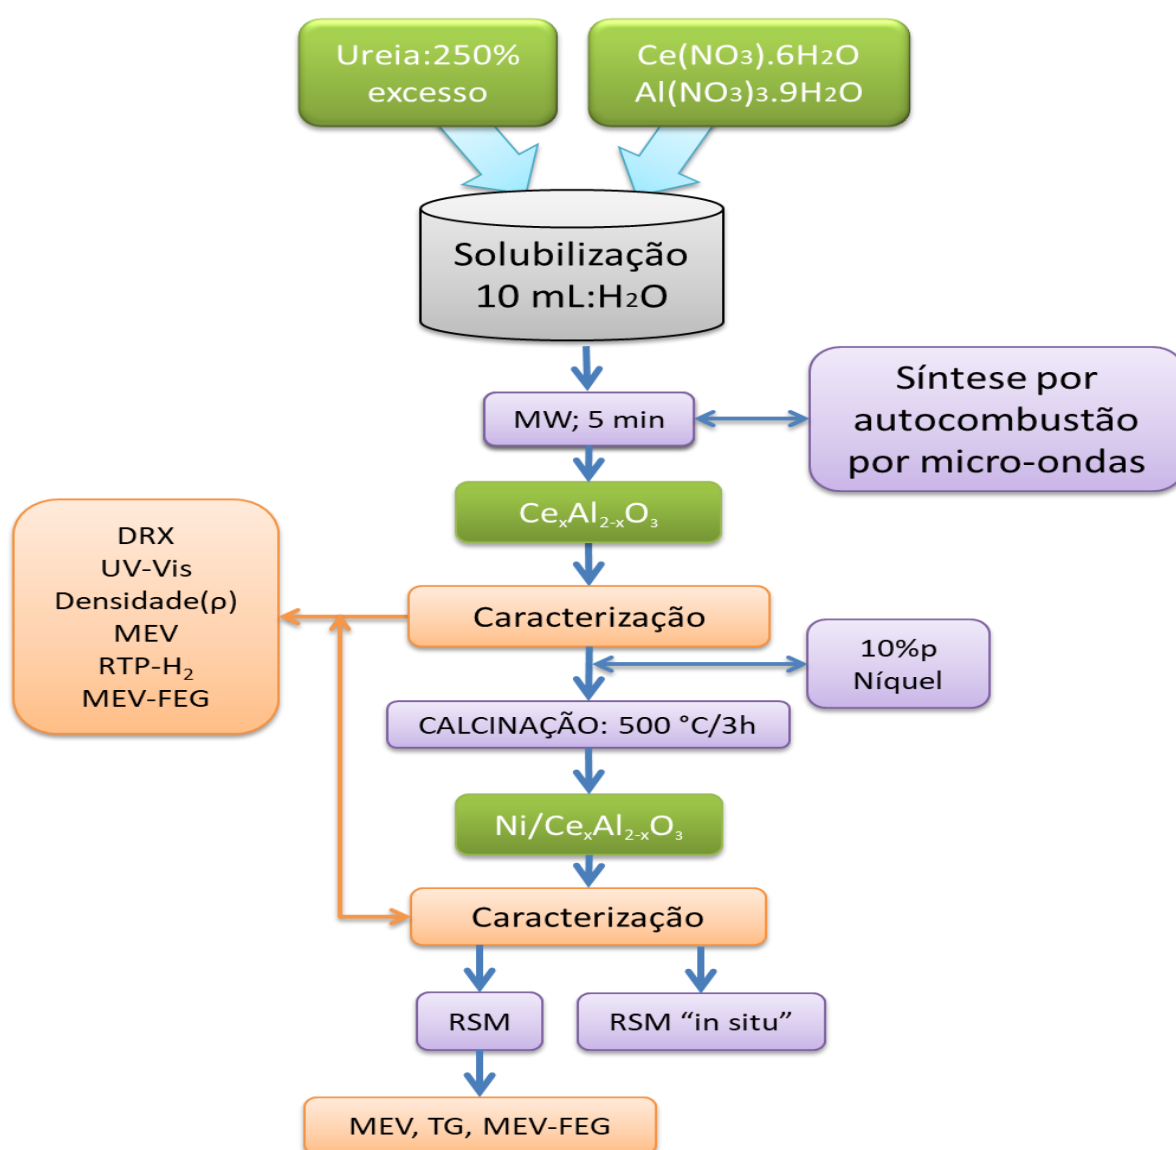 Ureia:250%
excesso
Ce(NO₃).6H₂O
Al(NO₃)₃.9H₂O
Solubilização
10 mL:H₂O
MW; 5 min
Síntese por
autocombustão
por micro-ondas
CeₓAl₂₋ₓO₃
DRX
UV-Vis
Densidade(ρ)
MEV
RTP-H₂
MEV-FEG
Caracterização
10%p
Níquel
CALCINAÇÃO: 500 °C/3h
Ni/CeₓAl₂₋ₓO₃
Caracterização
RSM
RSM “in situ”
MEV, TG, MEV-FEG